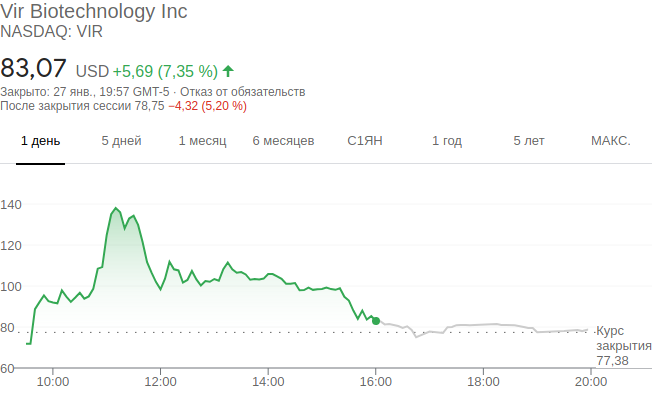 Vir Biotechnology Inc
NASDAQ: VIR
83,07 USD +5,69 (7,35 %)
Закрыто: 27 янв., 19:57 GMT-5 · Отказ от обязательств
После закрытия сессии 78,75 −4,32 (5,20 %)
1 день 5 дней 1 месяц 6 месяцев С1ЯН 1 год 5 лет МАКС.
140
120
100
80
Курс
закрытия
77,38
60
10:00 12:00 14:00 16:00 18:00 20:00